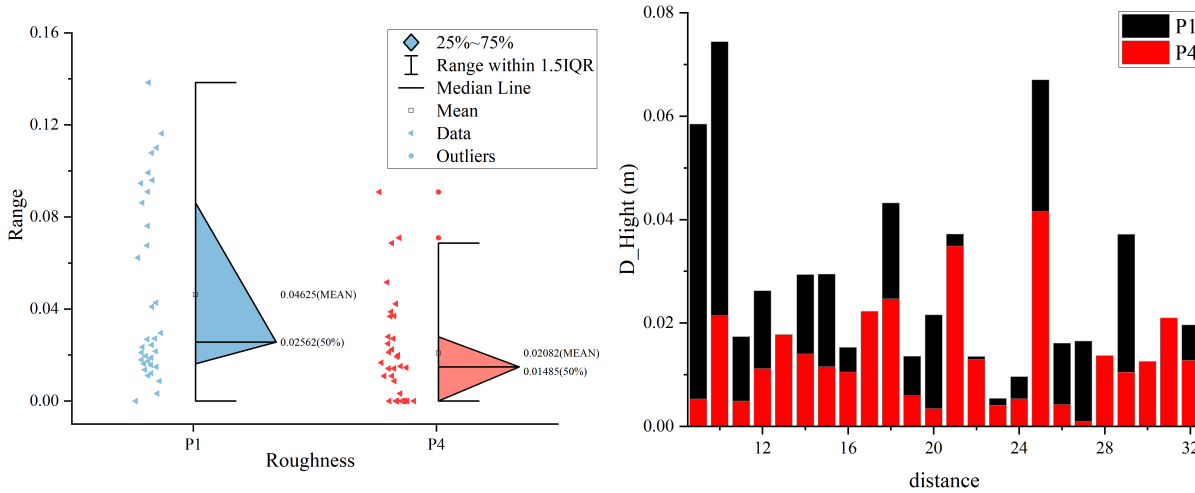 0.16
0.12
0.08
0.04
0.00
Range
P1
P4
Roughness
25%~75%
Range within 1.5IQR
Median Line
Mean
Data
Outliers
0.04625(MEAN)
0.02562(50%)
0.02082(MEAN)
0.01485(50%)
0.08
0.06
0.04
0.02
0.00
D_Hight (m)
12
16
20
24
28
32
distance
P1
P4